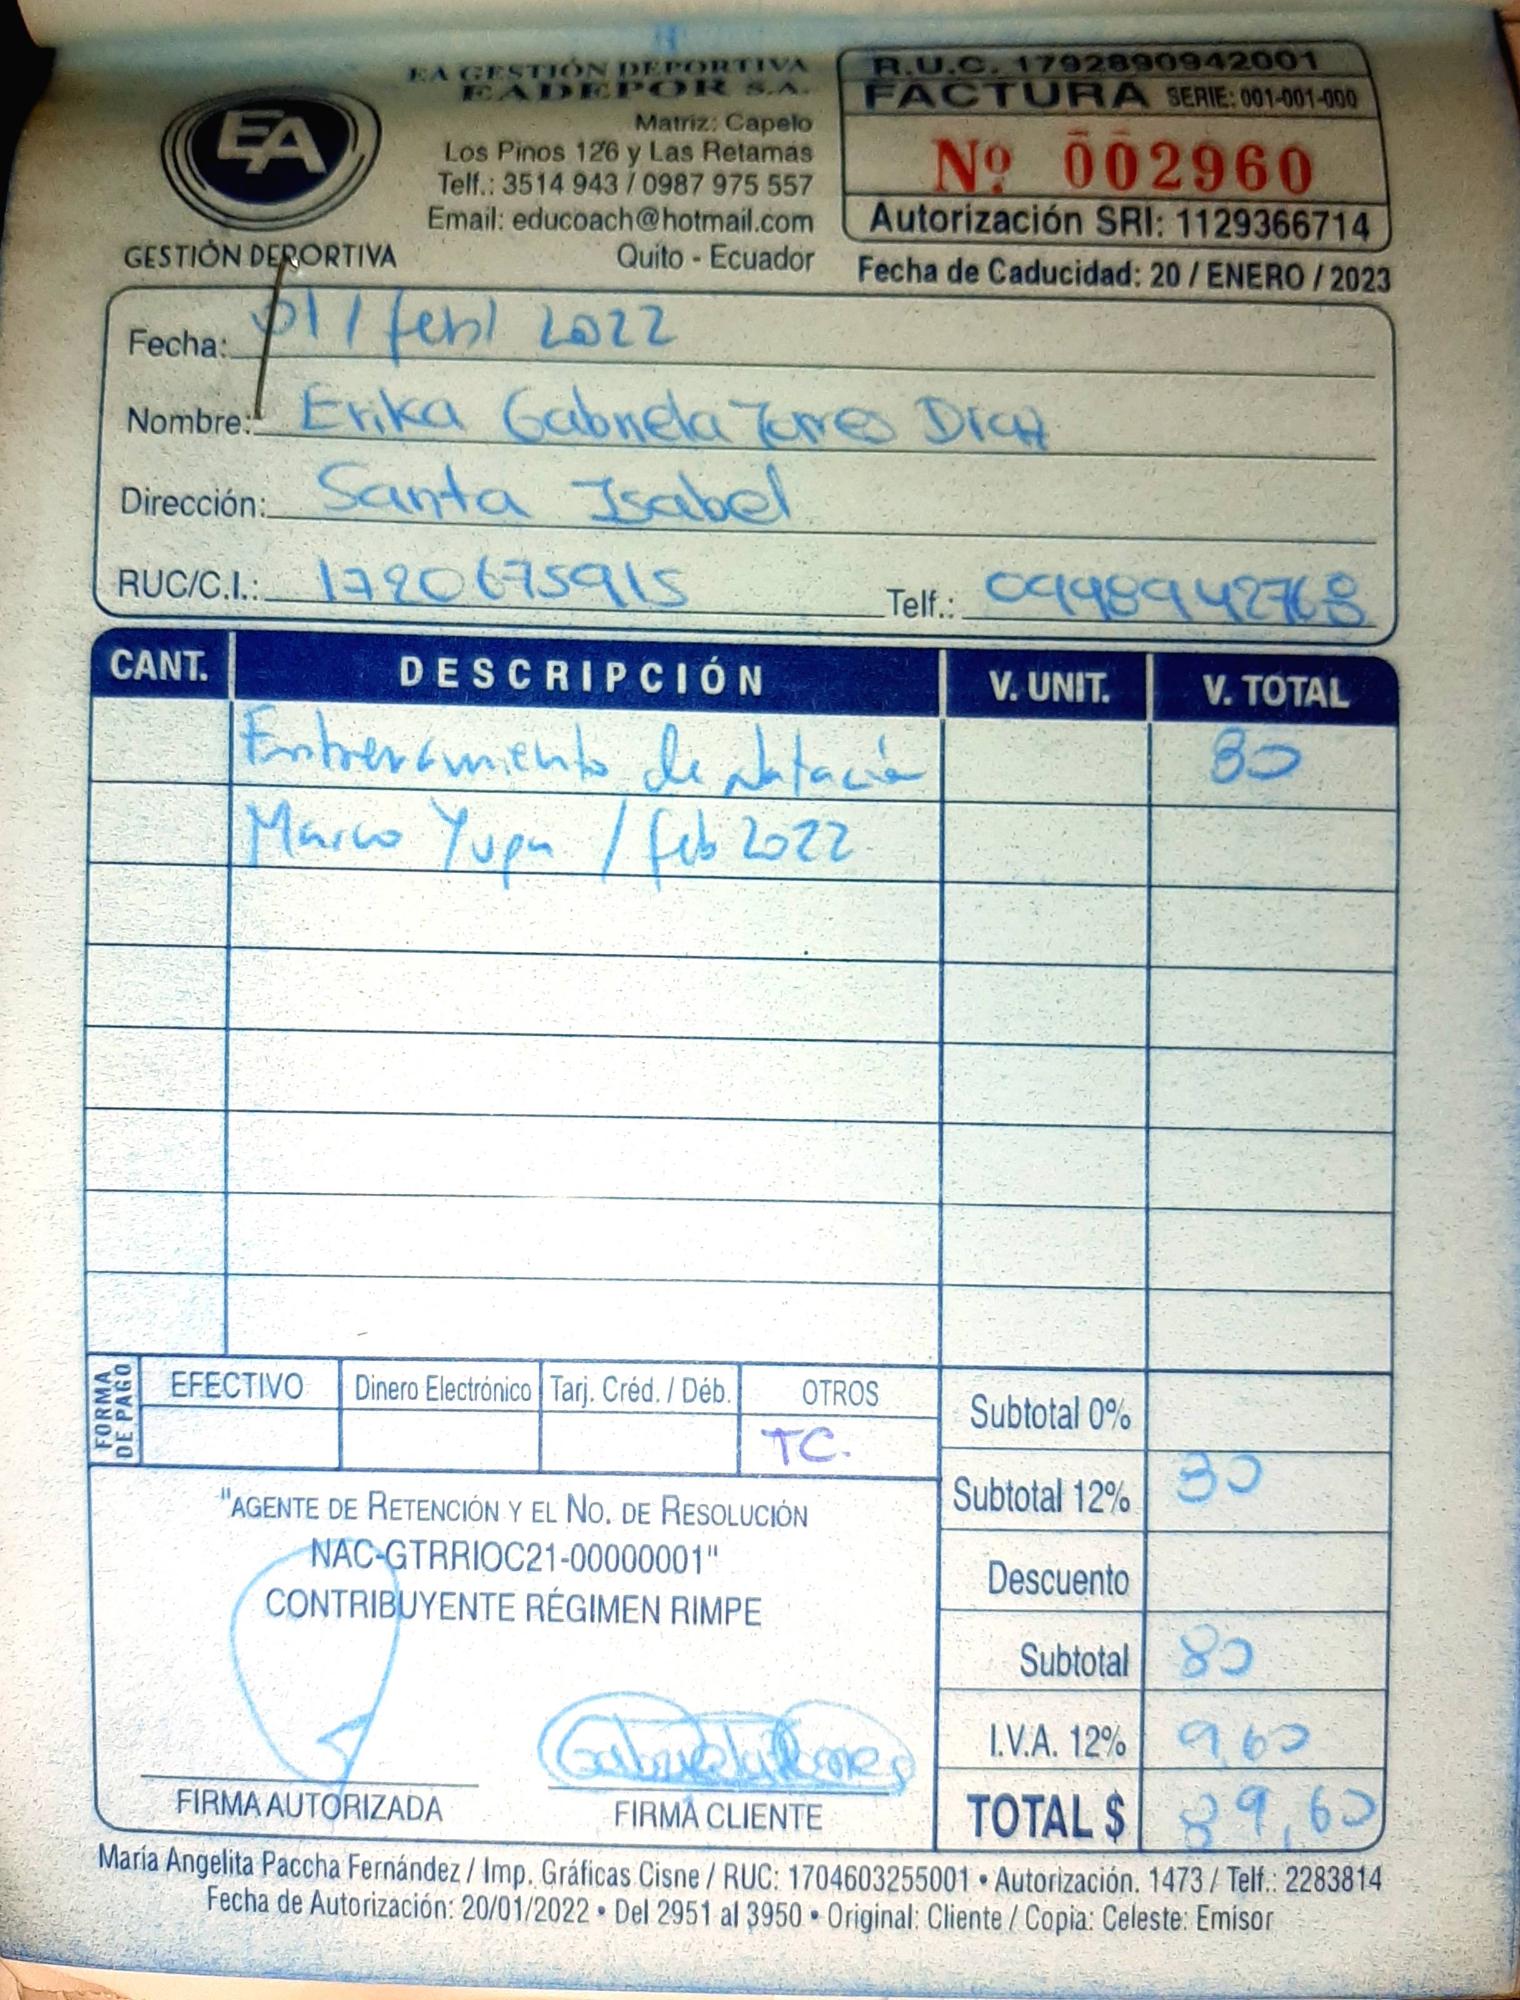 EA GESTIÓN DEPORTIVA
EADEPOR S.A.
Matriz: Capelo
Los Pinos 126 y Las Retamas
Telf.: 3514 943 / 0987 975 557
Email: educoach@hotmail.com
Quito - Ecuador
EA
GESTIÓN DEPORTIVA
R.U.C. 1792890942001
FACTURA SERIE: 001-001-000
Nº 002960
Autorización SRI: 1129366714
Fecha de Caducidad: 20 / ENERO / 2023
Fecha: 01 / feb / 2022
Nombre: Erika Gabriela Torres Diaz
Dirección: Santa Isabel
RUC/C.I.: 1720675915 Telf.: 0998942768
CANT. DESCRIPCIÓN V. UNIT. V. TOTAL
Entrenamiento de Natación 80
Marco Yupa / feb 2022
FORMA DE PAGO
EFECTIVO Dinero Electrónico Tarj. Créd. / Déb. OTROS
TC.
Subtotal 0%
Subtotal 12% 80
Descuento
Subtotal 80
I.V.A. 12% 9,60
TOTAL $ 89,60
"AGENTE DE RETENCIÓN Y EL NO. DE RESOLUCIÓN
NAC-GTRRIOC21-00000001"
CONTRIBUYENTE RÉGIMEN RIMPE
Gabriela Torres
FIRMA AUTORIZADA FIRMA CLIENTE
María Angelita Paccha Fernández / Imp. Gráficas Cisne / RUC: 1704603255001 • Autorización. 1473 / Telf.: 2283814
Fecha de Autorización: 20/01/2022 • Del 2951 al 3950 • Original: Cliente / Copia: Celeste: Emisor